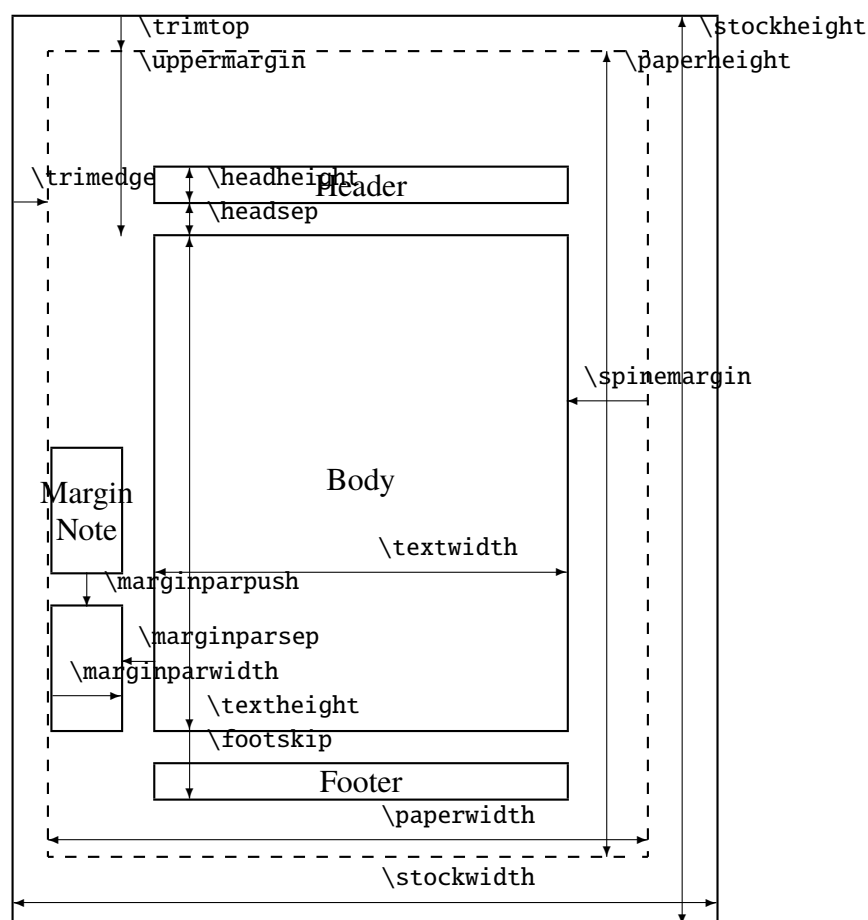 \trimtop
\stockheight
\uppermargin
\paperheight
\trimedge
\headheight
Header
\headsep
\spinemargin
Body
Margin
Note
\textwidth
\marginparpush
\marginparsep
\marginparwidth
\textheight
\footskip
Footer
\paperwidth
\stockwidth